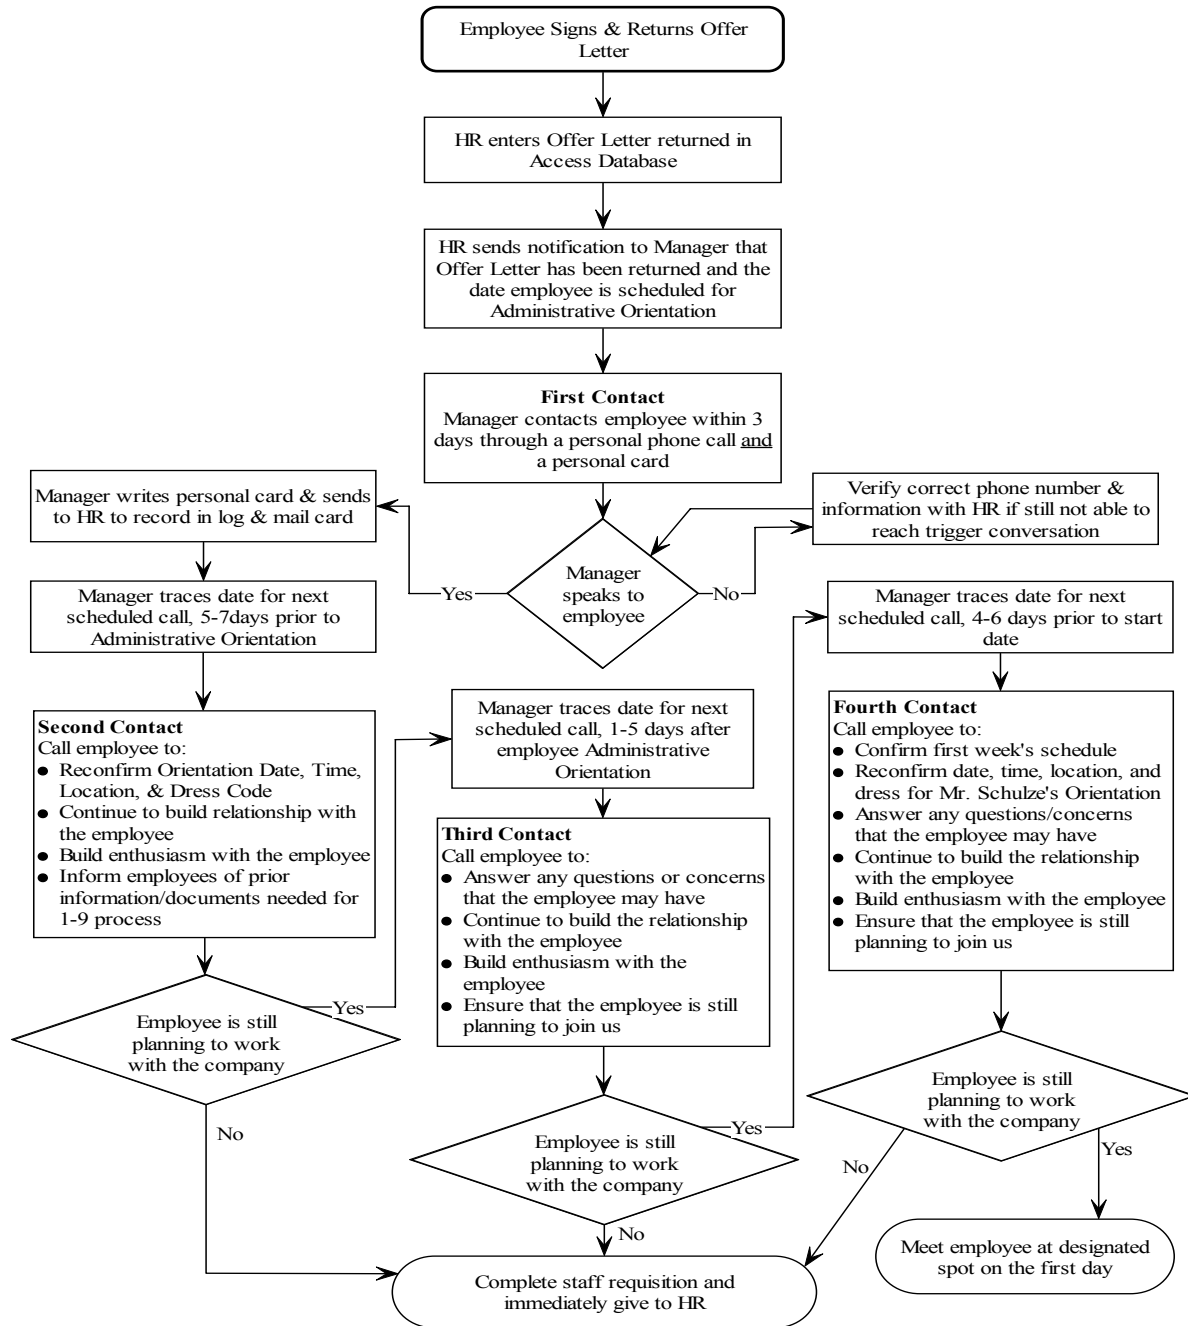 Employee Signs & Returns Offer
Letter
HR enters Offer Letter returned in
Access Database
HR sends notification to Manager that
Offer Letter has been returned and the
date employee is scheduled for
Administrative Orientation
First Contact
Manager contacts employee within 3
days through a personal phone call and
a personal card
Manager writes personal card & sends
to HR to record in log & mail card
Verify correct phone number &
information with HR if still not able to
reach trigger conversation
Manager
speaks to
employee
Yes
No
Manager traces date for next
scheduled call, 5-7days prior to
Administrative Orientation
Manager traces date for next
scheduled call, 4-6 days prior to start
date
Second Contact
Call employee to:
● Reconfirm Orientation Date, Time,
Location, & Dress Code
● Continue to build relationship with
the employee
● Build enthusiasm with the employee
● Inform employees of prior
information/documents needed for
1-9 process
Manager traces date for next
scheduled call, 1-5 days after
employee Administrative
Orientation
Third Contact
Call employee to:
● Answer any questions or concerns
that the employee may have
● Continue to build the relationship
with the employee
● Build enthusiasm with the
employee
● Ensure that the employee is still
planning to join us
Fourth Contact
Call employee to:
● Confirm first week's schedule
● Reconfirm date, time, location, and
dress for Mr. Schulze's Orientation
● Answer any questions/concerns
that the employee may have
● Continue to build the relationship
with the employee
● Build enthusiasm with the employee
● Ensure that the employee is still
planning to join us
Employee is still
planning to work
with the company
Yes
No
Employee is still
planning to work
with the company
Yes
No
Employee is still
planning to work
with the company
No
Yes
Complete staff requisition and
immediately give to HR
Meet employee at designated
spot on the first day